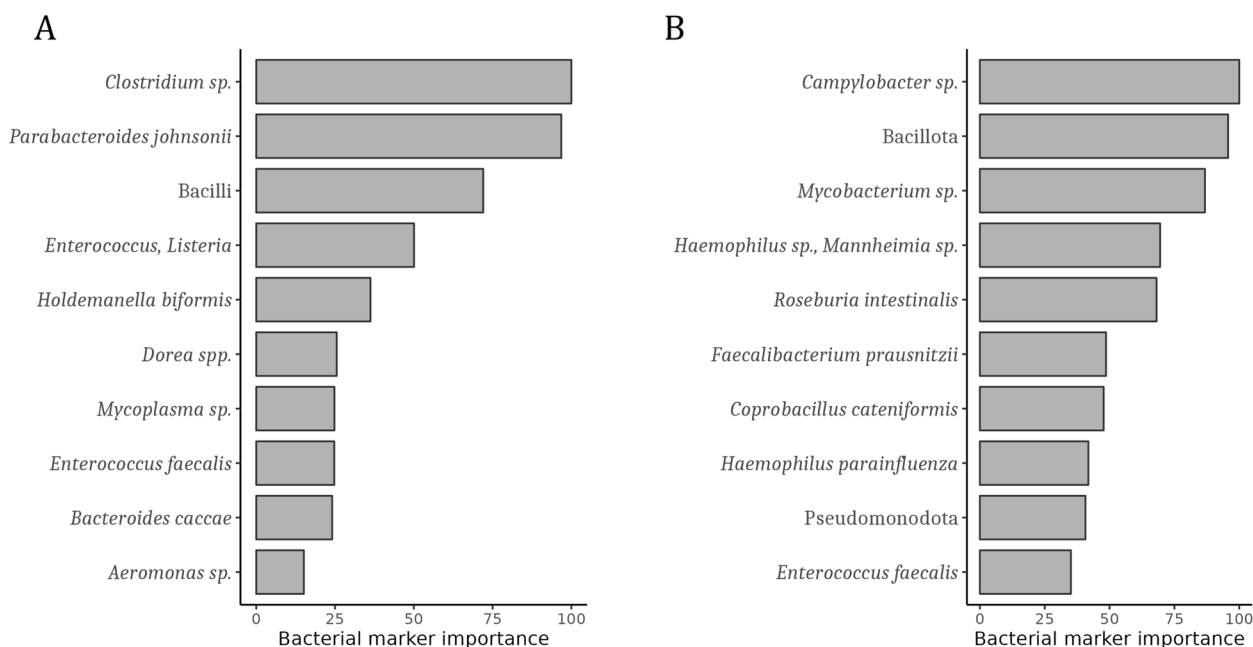 A
Clostridium sp.
Parabacteroides johnsonii
Bacilli
Enterococcus, Listeria
Holdemanella biformis
Dorea spp.
Mycoplasma sp.
Enterococcus faecalis
Bacteroides caccae
Aeromonas sp.
0 25 50 75 100
Bacterial marker importance
B
Campylobacter sp.
Bacillota
Mycobacterium sp.
Haemophilus sp., Mannheimia sp.
Roseburia intestinalis
Faecalibacterium prausnitzii
Coprobacillus cateniformis
Haemophilus parainfluenza
Pseudomonodota
Enterococcus faecalis
0 25 50 75 100
Bacterial marker importance